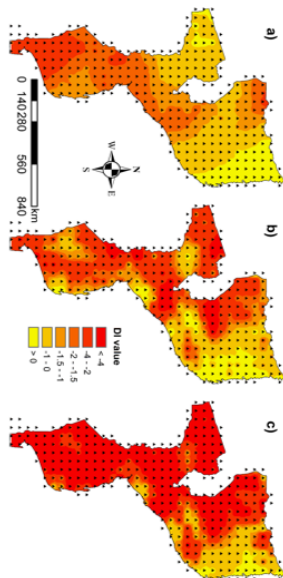 a)
b)
c)
N
W E
S
0 140280 560 840
km
DI value
< -4
-4 - -2
-2 - -1.5
-1.5 - -1
-1 - 0
> 0